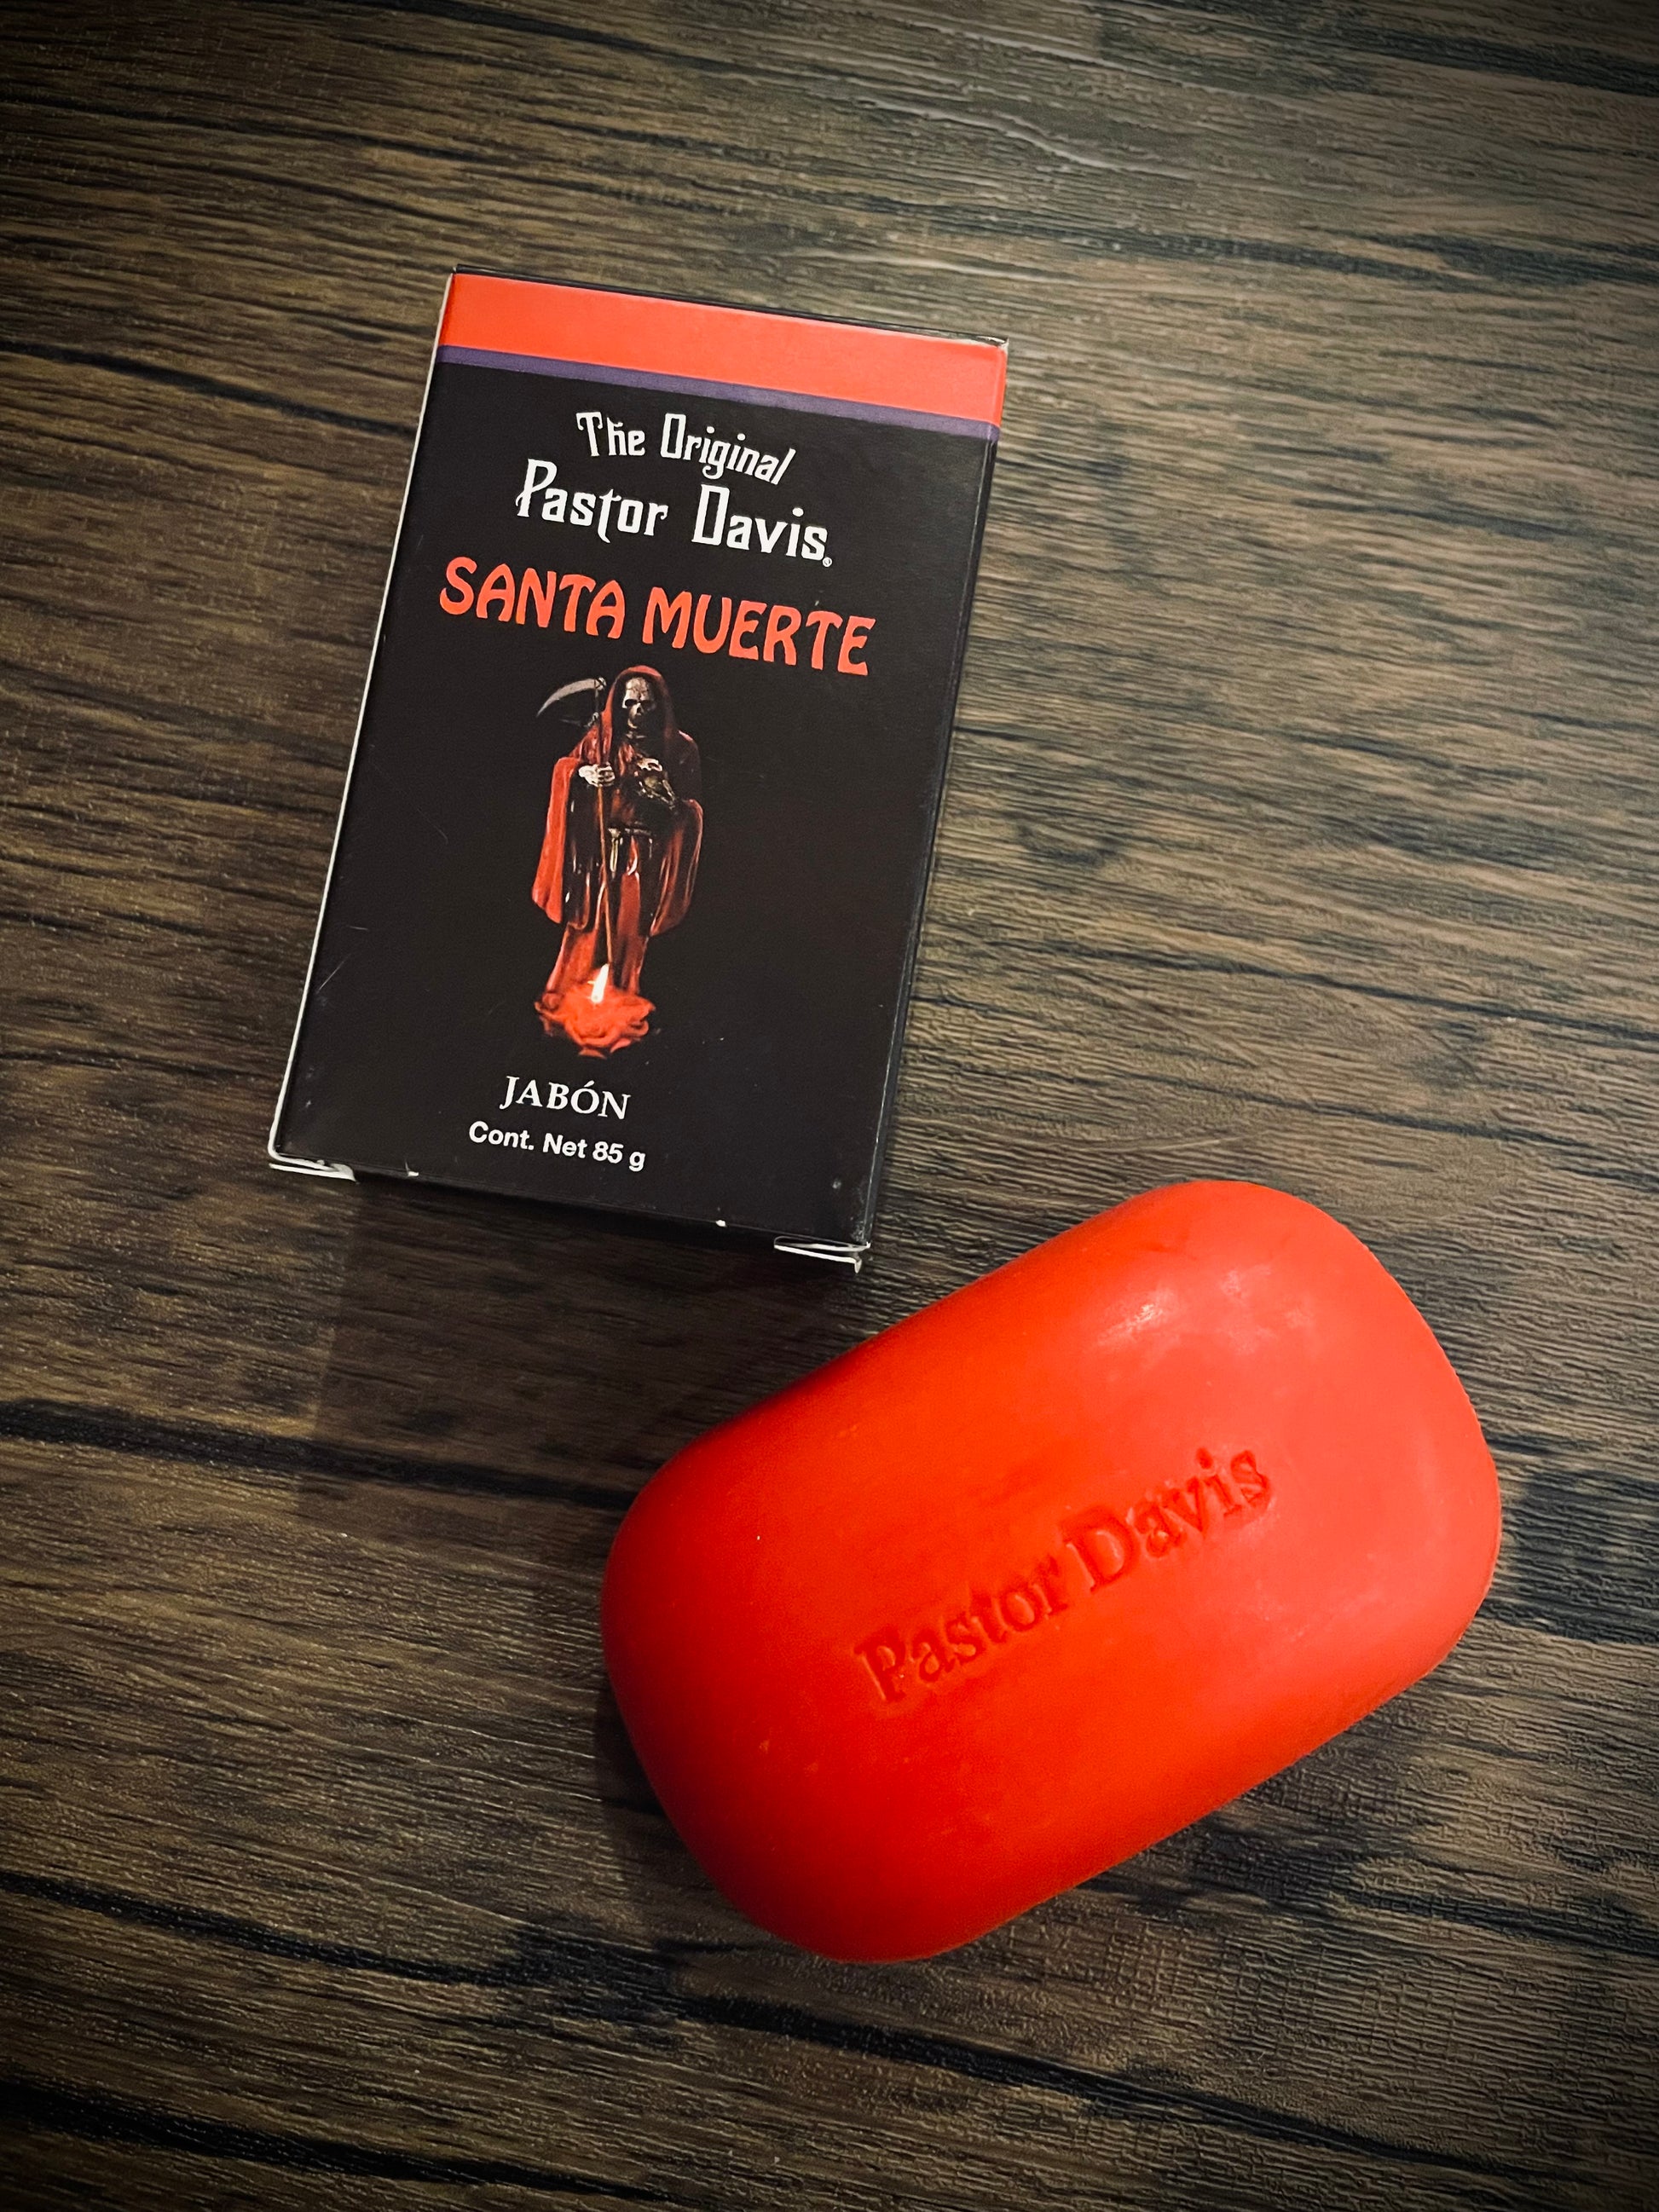 The Original
Pastor Davis®
SANTA MUERTE
JABÓN
Cont. Net 85 g
Pastor Davis